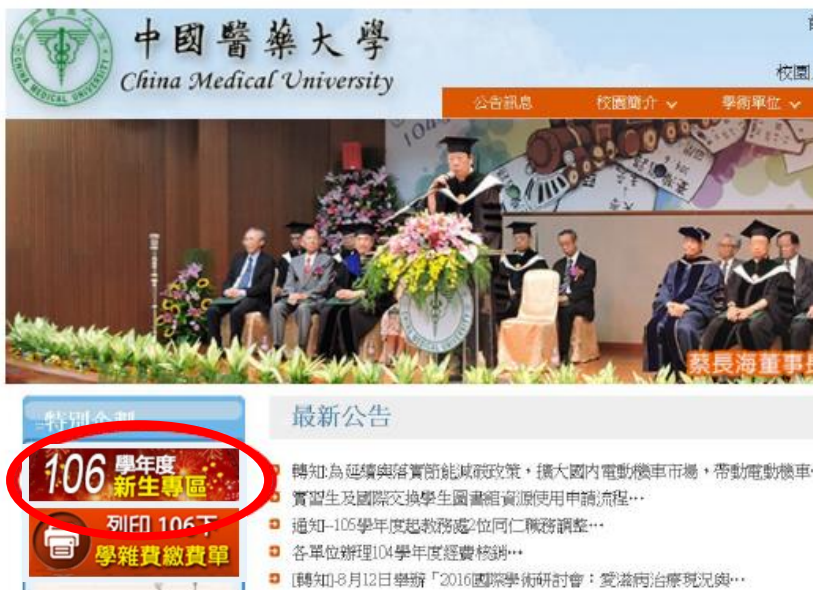 中國醫藥大學
China Medical University
校園
公告訊息
校園簡介
學術單位
104
CHINA MEDICAL UNIVERSITY
蔡長海董事長
特別企劃
106 學年度
新生專區
列印 106下
學雜費繳費單
最新公告
轉知:為延續與落實節能減碳政策，擴大國內電動機車市場，帶動電動機車…
實習生及國際交換學生圖書館資源使用申請流程…
通知--105學年度起教務處2位同仁職務調整…
各單位辦理104學年度經費核銷…
[轉知]-8月12日舉辦「2016國際學術研討會：愛滋病治療現況與…